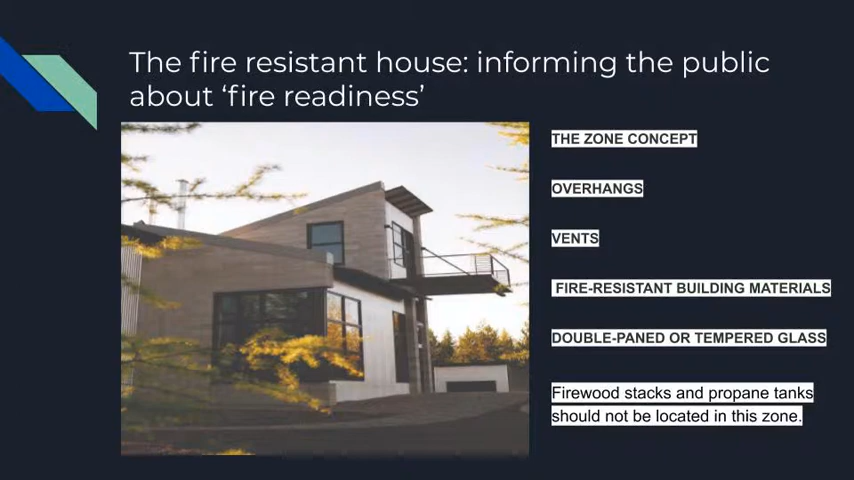 The fire resistant house: informing the public
about ‘fire readiness’
THE ZONE CONCEPT
OVERHANGS
VENTS
FIRE-RESISTANT BUILDING MATERIALS
DOUBLE-PANED OR TEMPERED GLASS
Firewood stacks and propane tanks
should not be located in this zone.